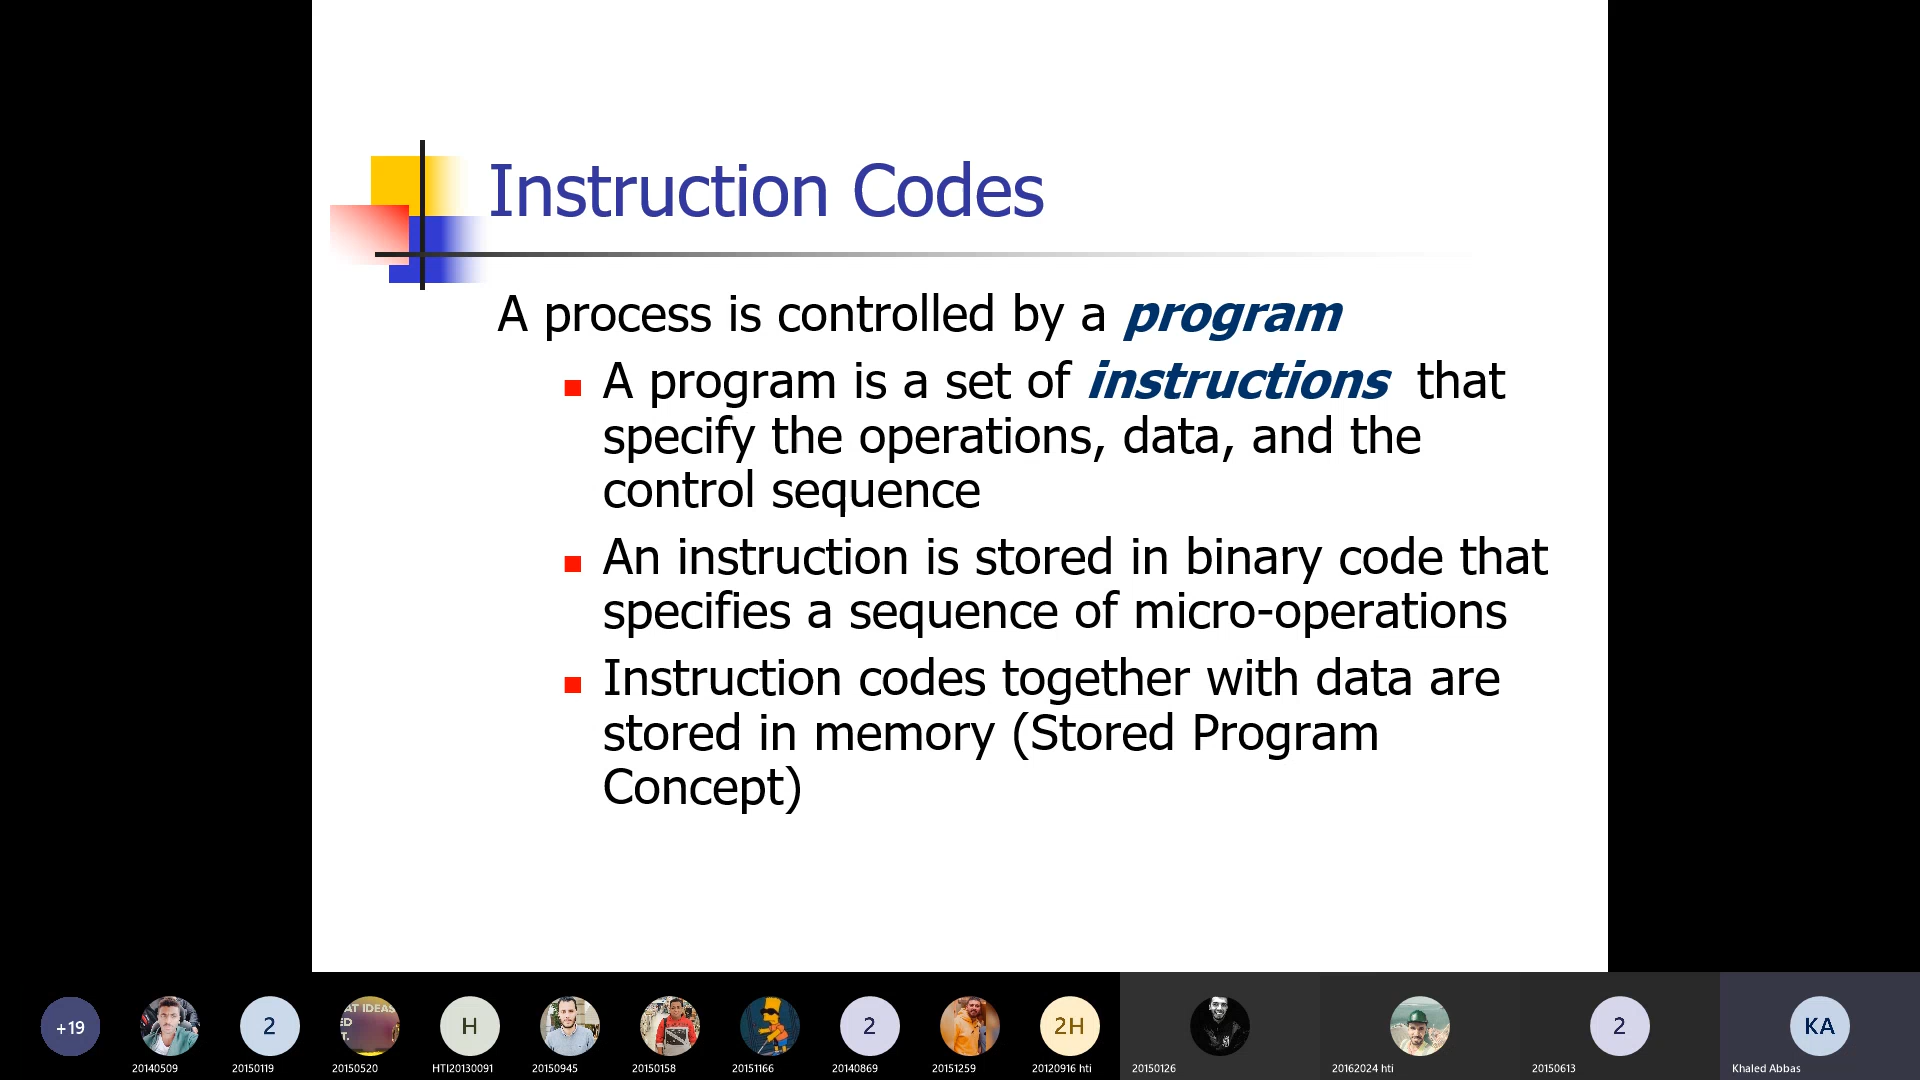 Instruction Codes
A process is controlled by a program
A program is a set of instructions that
specify the operations, data, and the
control sequence
An instruction is stored in binary code that
specifies a sequence of micro-operations
Instruction codes together with data are
stored in memory (Stored Program
Concept)
+19
2
AT IDEAS
ED
T.
H
2
2H
2
KA
20140509
20150119
20150520
HTI20130091
20150945
20150158
20151166
20140869
20151259
20120916 hti
20150126
20162024 hti
20150613
Khaled Abbas